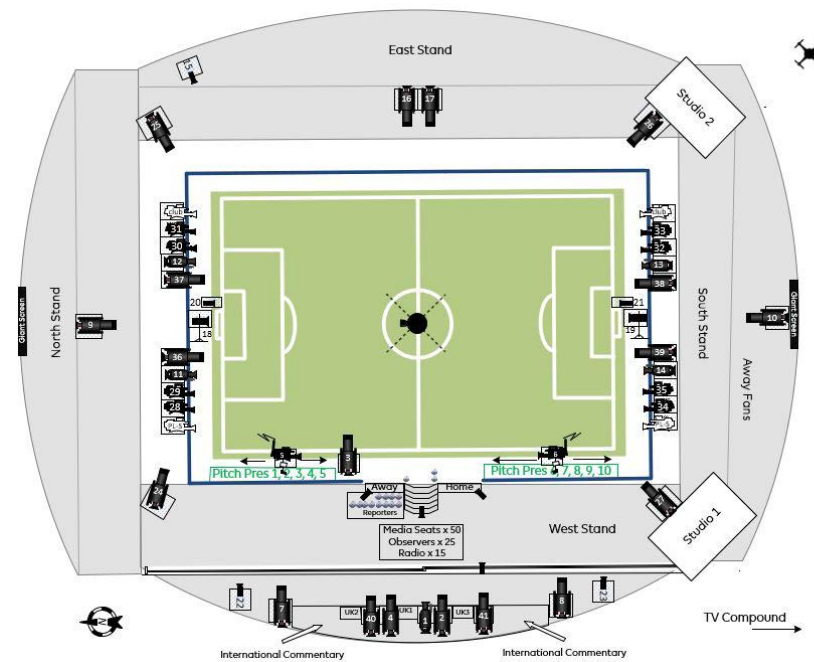 East Stand
15
16 17
25
26
Studio 2
club
31
30
12
37
20
18
36
11
29
28
PL-S
club
33
32
13
38
21
19
39
14
35
34
PL-S
Giant Screen
North Stand
9
South Stand
10
Giant Screen
Away Fans
5
3
6
Pitch Pres 1, 2, 3, 4, 5
7, 8, 9, 10
Pitch Pres
24
Away
Home
Reporters
27
Studio 1
Media Seats x 50
Observers x 25
Radio x 15
West Stand
22
7
UK2
40
4
UK1
1
2
UK3
41
8
23
N
TV Compound
International Commentary
International Commentary